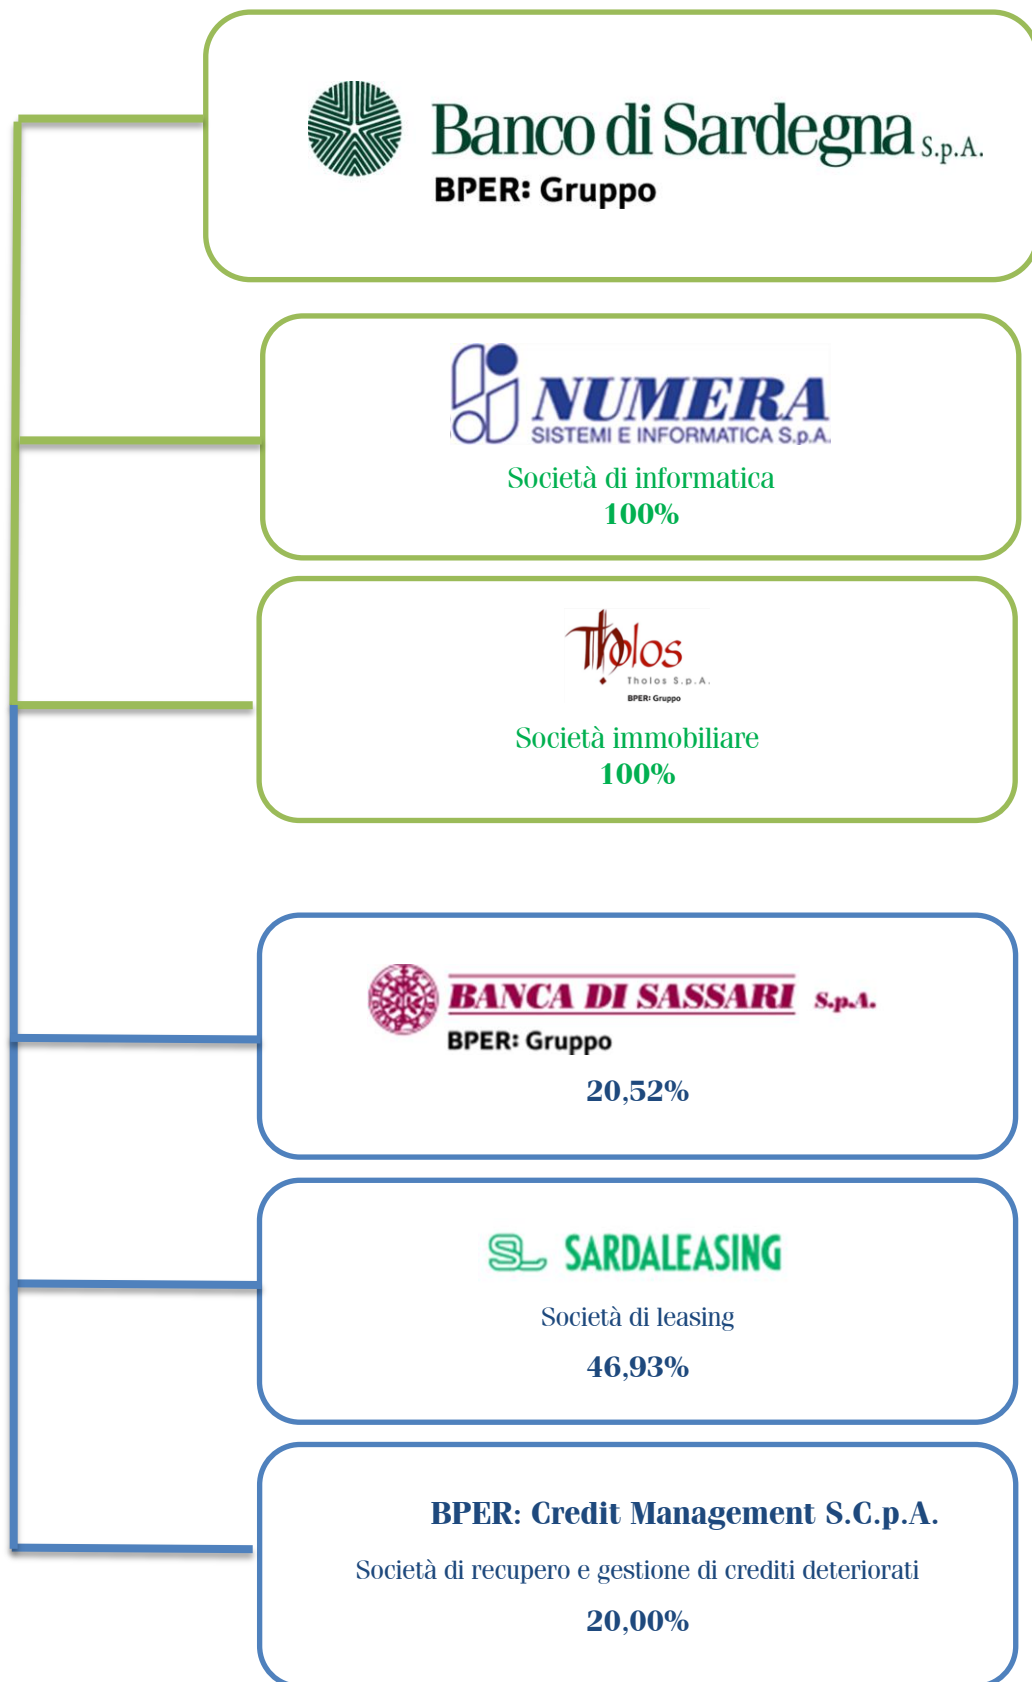 Banco di Sardegna S.p.A.
BPER: Gruppo
NUMERA
SISTEMI E INFORMATICA S.p.A.
Società di informatica
100%
Tholos
Tholos S.p.A.
BPER: Gruppo
Società immobiliare
100%
BANCA DI SASSARI S.p.A.
BPER: Gruppo
20,52%
SL SARDALEASING
Società di leasing
46,93%
BPER: Credit Management S.C.p.A.
Società di recupero e gestione di crediti deteriorati
20,00%